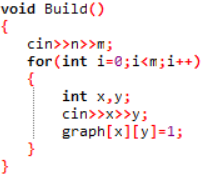 void Build()
{
    cin>>n>>m;
    for(int i=0;i<m;i++)
    {
        int x,y;
        cin>>x>>y;
        graph[x][y]=1;
    }
}